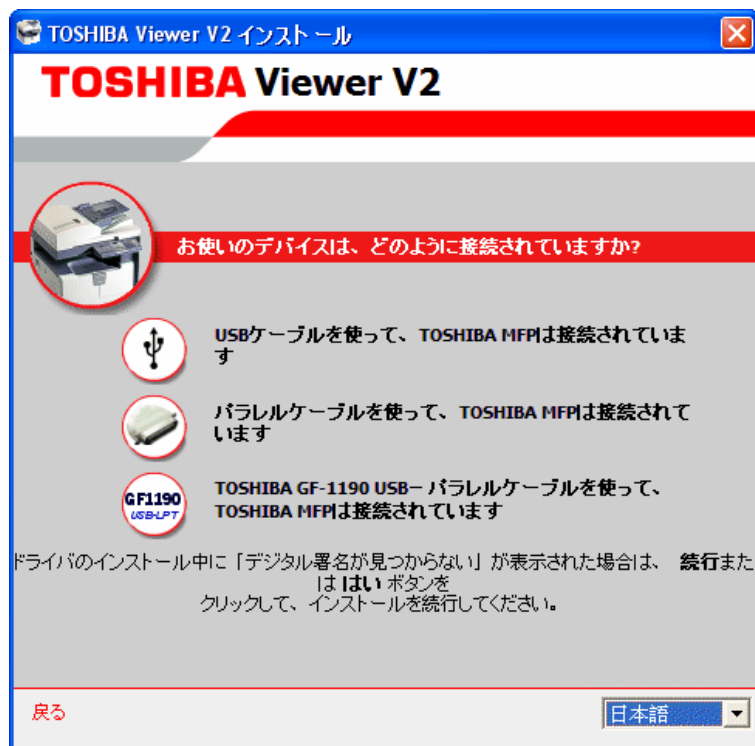 TOSHIBA Viewer V2 インストール
TOSHIBA Viewer V2
お使いのデバイスは、どのように接続されていますか?
USBケーブルを使って、TOSHIBA MFPは接続されていま
す
パラレルケーブルを使って、TOSHIBA MFPは接続されて
います
GF1190
USB-LPT
TOSHIBA GF-1190 USB－パラレルケーブルを使って、
TOSHIBA MFPは接続されています
ドライバのインストール中に「デジタル署名が見つからない」が表示された場合は、 続行また
は はい ボタンを
クリックして、インストールを続行してください。
戻る
日本語